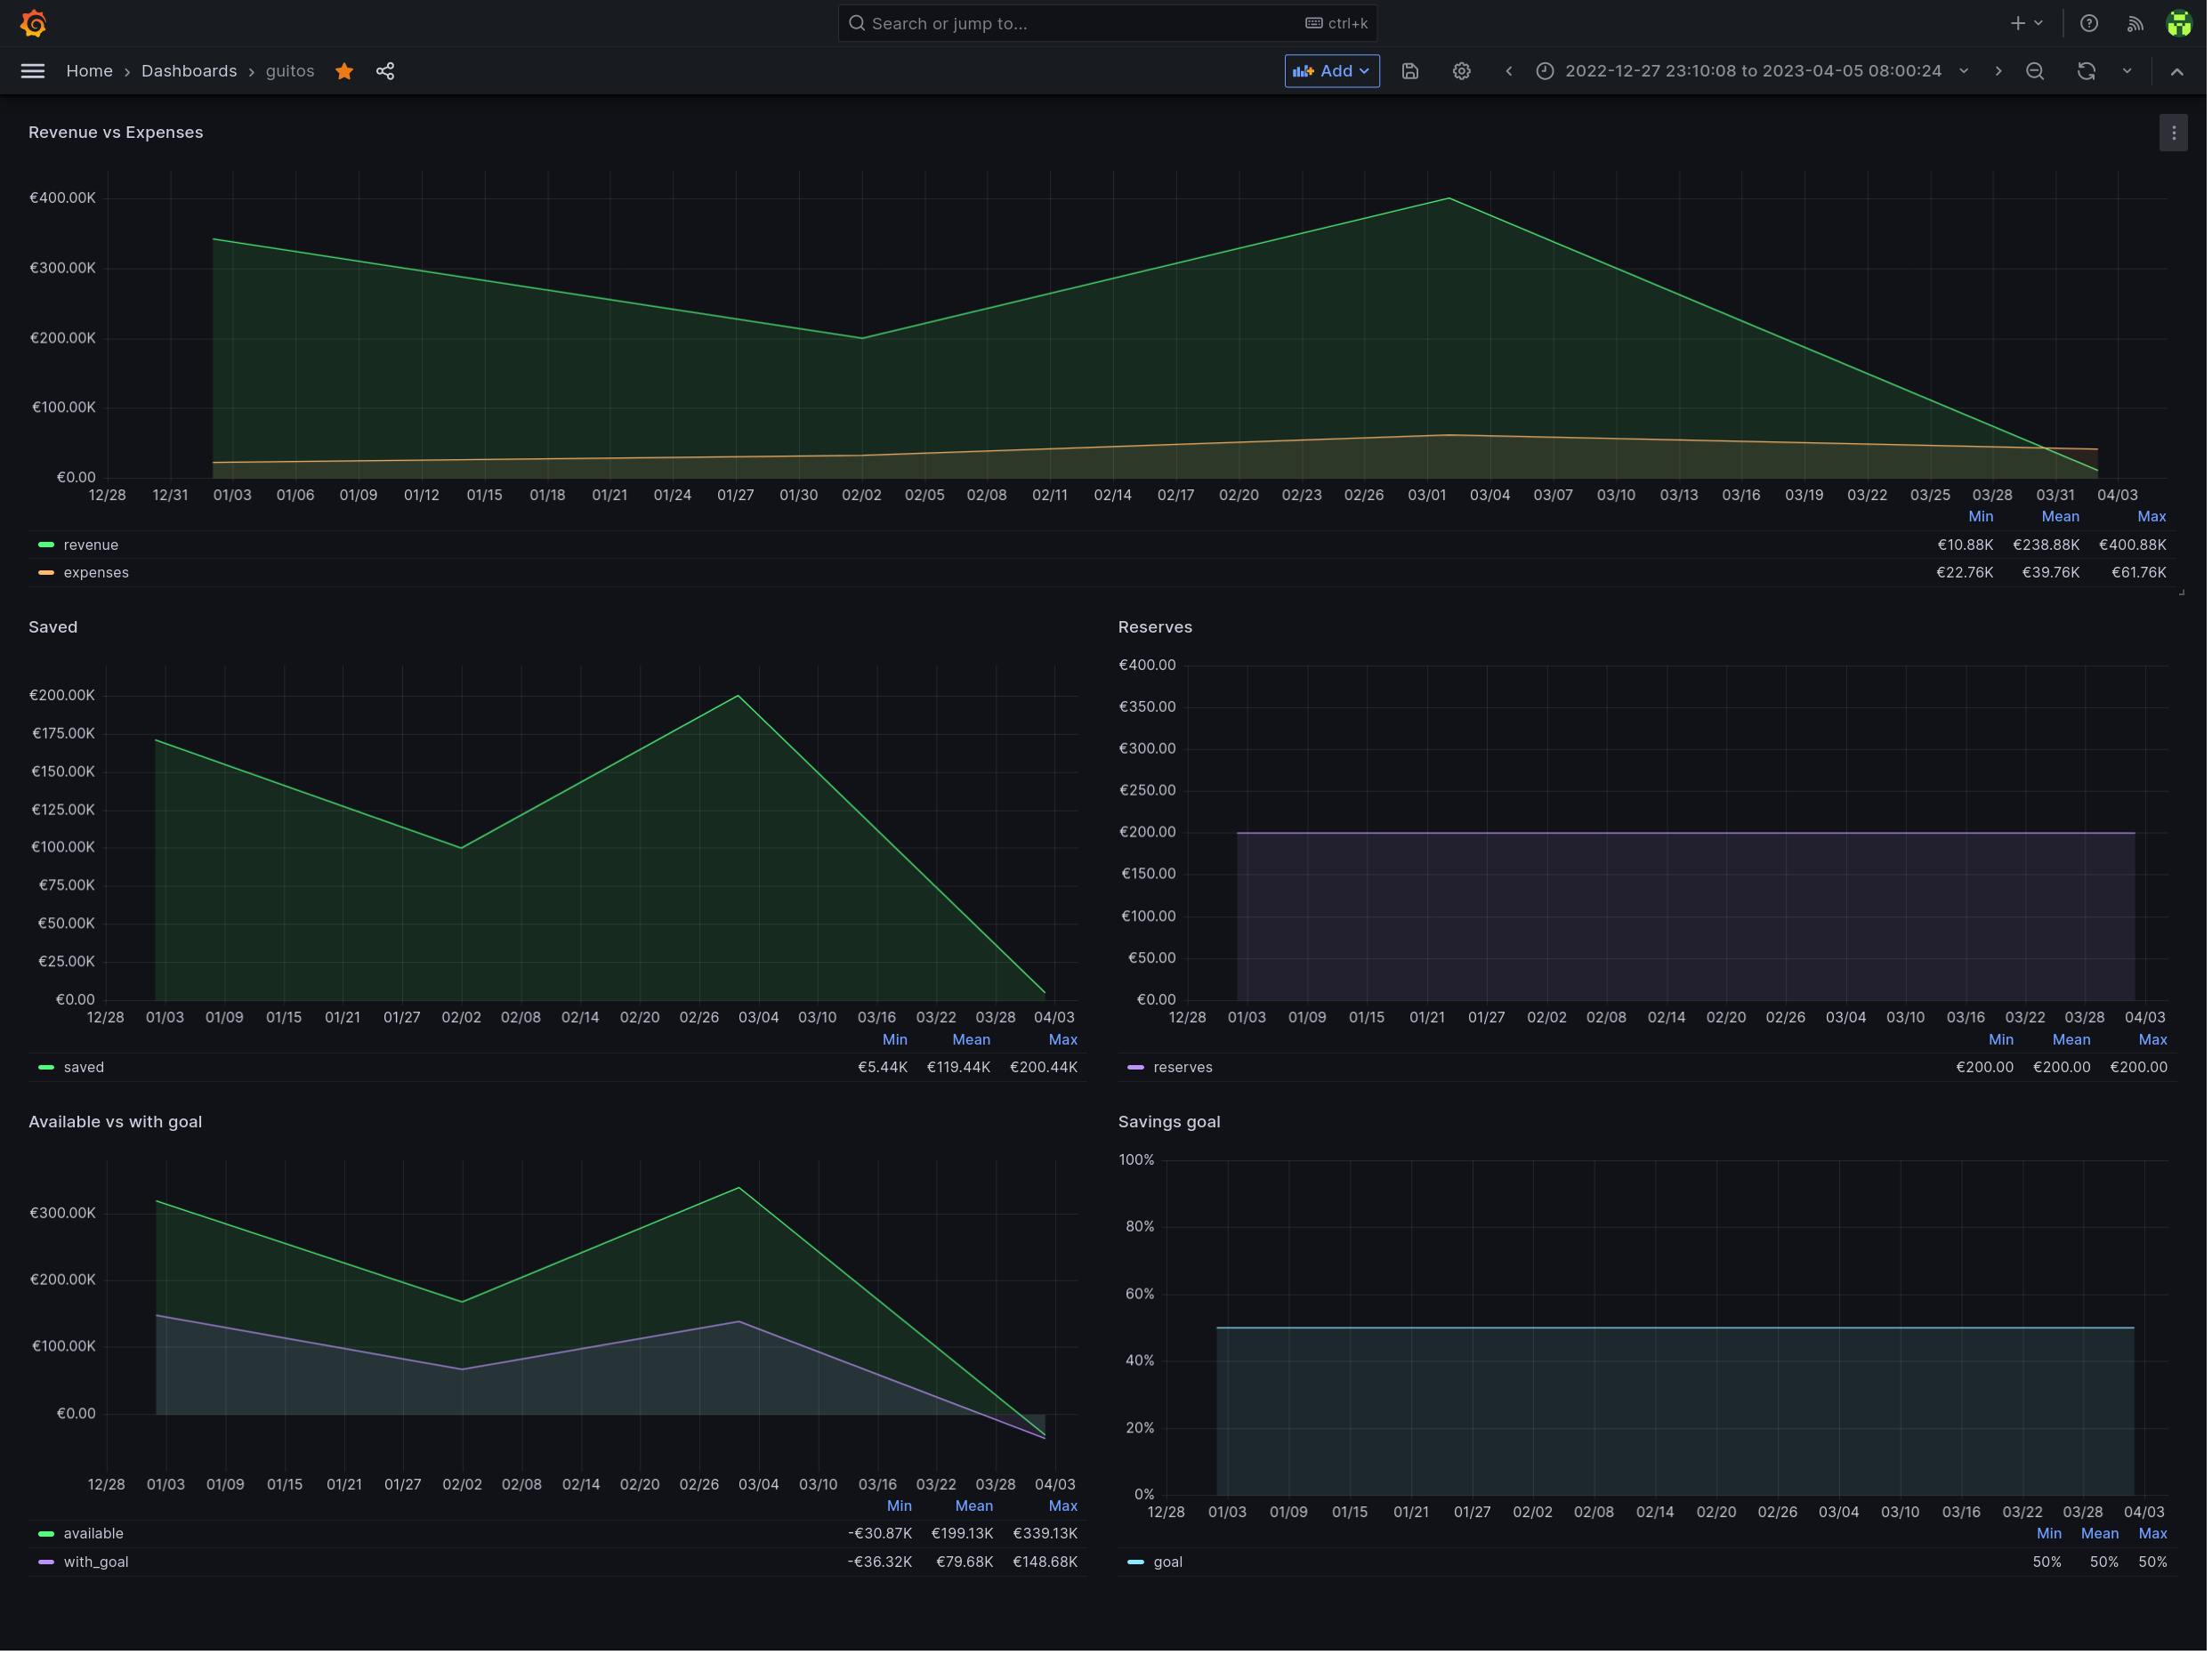 Search or jump to... ctrl+k
Home › Dashboards › guitos Add 2022-12-27 23:10:08 to 2023-04-05 08:00:24
Revenue vs Expenses
€400.00K
€300.00K
€200.00K
€100.00K
€0.00
12/28 12/31 01/03 01/06 01/09 01/12 01/15 01/18 01/21 01/24 01/27 01/30 02/02 02/05 02/08 02/11 02/14 02/17 02/20 02/23 02/26 03/01 03/04 03/07 03/10 03/13 03/16 03/19 03/22 03/25 03/28 03/31 04/03
Min Mean Max
revenue €10.88K €238.88K €400.88K
expenses €22.76K €39.76K €61.76K
Saved
€200.00K
€175.00K
€150.00K
€125.00K
€100.00K
€75.00K
€50.00K
€25.00K
€0.00
12/28 01/03 01/09 01/15 01/21 01/27 02/02 02/08 02/14 02/20 02/26 03/04 03/10 03/16 03/22 03/28 04/03
Min Mean Max
saved €5.44K €119.44K €200.44K
Reserves
€400.00
€350.00
€300.00
€250.00
€200.00
€150.00
€100.00
€50.00
€0.00
12/28 01/03 01/09 01/15 01/21 01/27 02/02 02/08 02/14 02/20 02/26 03/04 03/10 03/16 03/22 03/28 04/03
Min Mean Max
reserves €200.00 €200.00 €200.00
Available vs with goal
€300.00K
€200.00K
€100.00K
€0.00
12/28 01/03 01/09 01/15 01/21 01/27 02/02 02/08 02/14 02/20 02/26 03/04 03/10 03/16 03/22 03/28 04/03
Min Mean Max
available -€30.87K €199.13K €339.13K
with_goal -€36.32K €79.68K €148.68K
Savings goal
100%
80%
60%
40%
20%
0%
12/28 01/03 01/09 01/15 01/21 01/27 02/02 02/08 02/14 02/20 02/26 03/04 03/10 03/16 03/22 03/28 04/03
Min Mean Max
goal 50% 50% 50%